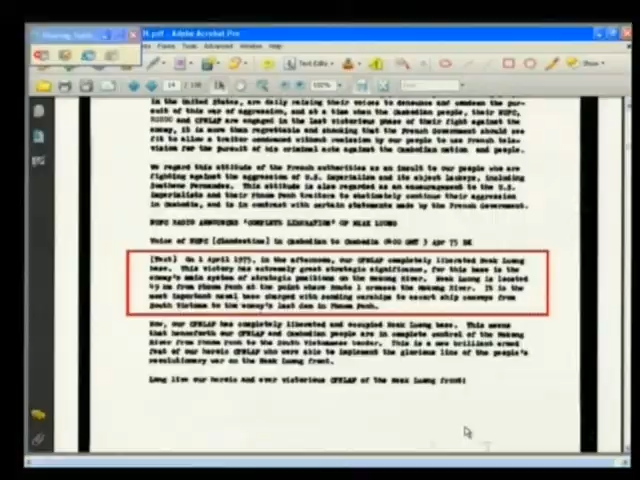 .pdf - Adobe Acrobat Pro
Forms Tools Advanced Window Help
in the United States, are daily raising their voices to denounce and condemn the pur-
suit of this war of aggression, and at a time when the Cambodian people, their NUFC,
RGNUC and CPNLAF are engaged in the last victorious phase of their fight against the
enemy, it is more than regrettable and shocking that the French Government should see
fit to allow a traitor condemned without remission by our people to use French tele-
vision for the pursuit of his criminal acts against the Cambodian nation and people.
We regard this attitude of the French authorities as an insult to our people who are
fighting against the aggression of U.S. imperialism and its abject lackeys, including
Sosthene Fernandez. This attitude is also regarded as an encouragement to the U.S.
imperialists and their Phnom Penh traitors to obstinately continue their aggression
in Cambodia, and is in contrast with certain statements made by the French Government.
NUFC RADIO ANNOUNCES "COMPLETE LIBERATION" OF NEAK LUONG
Voice of NUFC [Clandestine] in Cambodian to Cambodia GMT 3 Apr 75 BK
[Text] On 1 April 1975, in the afternoon, our CPNLAF completely liberated Neak Luong
base. This victory has extremely great strategic significance, for this base is the
enemy's main system of strategic positions on the Mekong River. Neak Luong is located
km from Phnom Penh at the point where Route 1 crosses the Mekong River. It is the
most important naval base charged with sending warships to escort ship convoys from
South Vietnam to the enemy's last den in Phnom Penh.
Now, our CPNLAF has completely liberated and occupied Neak Luong base. This means
that henceforth our CPNLAF and Cambodian people are in complete control of the Mekong
River from Phnom Penh to the South Vietnamese border. This is a new brilliant armed
feat of our heroic CPNLAF who were able to implement the glorious line of the people's
revolutionary war on the Neak Luong front.
Long live our heroic and ever victorious CPNLAF of the Neak Luong front!